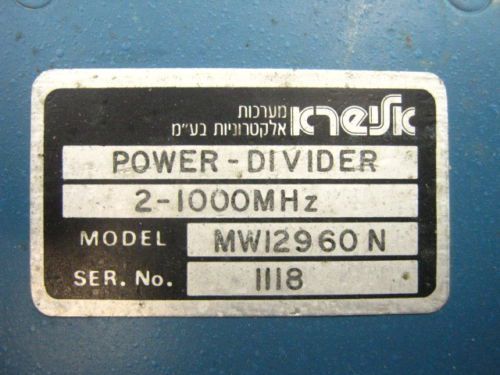 מערכות
אלקטרוניות בע״מ
אלישרא
POWER-DIVIDER
2-1000MHz
MODEL MW12960N
SER. No. 1118